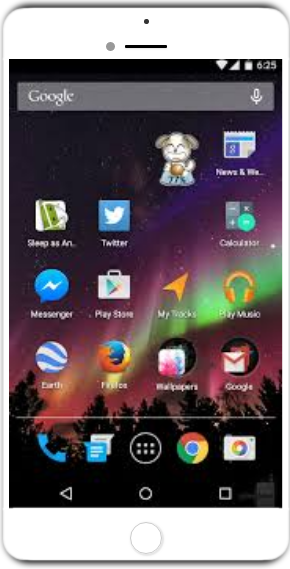 6:25
Google
News & We..
Sleep as An..
Twitter
Calculator
Messenger
Play Store
My Tracks
Play Music
Earth
Firefox
Wallpapers
Google